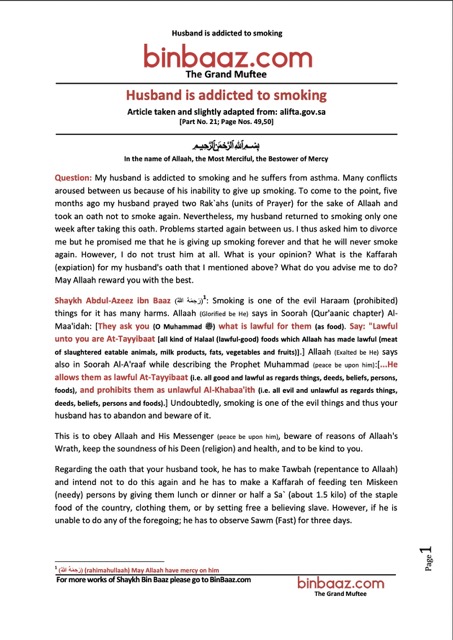 Husband is addicted to smoking
binbaaz.com
The Grand Muftee
Husband is addicted to smoking
Article taken and slightly adapted from: alifta.gov.sa
[Part No. 21; Page Nos. 49,50]
بِسْمِ اللَّهِ الرَّحْمَنِ الرَّحِيمِ
In the name of Allaah, the Most Merciful, the Bestower of Mercy
Question: My husband is addicted to smoking and he suffers from asthma. Many conflicts
aroused between us because of his inability to give up smoking. To come to the point, five
months ago my husband prayed two Rak`ahs (units of Prayer) for the sake of Allaah and
took an oath not to smoke again. Nevertheless, my husband returned to smoking only one
week after taking this oath. Problems started again between us. I thus asked him to divorce
me but he promised me that he is giving up smoking forever and that he will never smoke
again. However, I do not trust him at all. What is your opinion? What is the Kaffarah
(expiation) for my husband's oath that I mentioned above? What do you advise me to do?
May Allaah reward you with the best.
Shaykh Abdul-Azeez ibn Baaz (رَحِمَهُ اللَّهُ)1: Smoking is one of the evil Haraam (prohibited)
things for it has many harms. Allaah (Glorified be He) says in Soorah (Qur'aanic chapter) Al-
Maa'idah: [They ask you (O Muhammad ﷺ) what is lawful for them (as food). Say: "Lawful
unto you are At-Tayyibaat [all kind of Halaal (lawful-good) foods which Allaah has made lawful (meat
of slaughtered eatable animals, milk products, fats, vegetables and fruits)].] Allaah (Exalted be He) says
also in Soorah Al-A'raaf while describing the Prophet Muhammad (peace be upon him):[...He
allows them as lawful At-Tayyibaat (i.e. all good and lawful as regards things, deeds, beliefs, persons,
foods), and prohibits them as unlawful Al-Khabaa'ith (i.e. all evil and unlawful as regards things,
deeds, beliefs, persons and foods).] Undoubtedly, smoking is one of the evil things and thus your
husband has to abandon and beware of it.
This is to obey Allaah and His Messenger (peace be upon him), beware of reasons of Allaah's
Wrath, keep the soundness of his Deen (religion) and health, and to be kind to you.
Regarding the oath that your husband took, he has to make Tawbah (repentance to Allaah)
and intend not to do this again and he has to make a Kaffarah of feeding ten Miskeen
(needy) persons by giving them lunch or dinner or half a Sa` (about 1.5 kilo) of the staple
food of the country, clothing them, or by setting free a believing slave. However, if he is
unable to do any of the foregoing; he has to observe Sawm (Fast) for three days.
Page 1
1 (رَحِمَهُ اللَّهُ) (rahimahullaah) May Allaah have mercy on him
For more works of Shaykh Bin Baaz please go to BinBaaz.com
binbaaz.com
The Grand Muftee